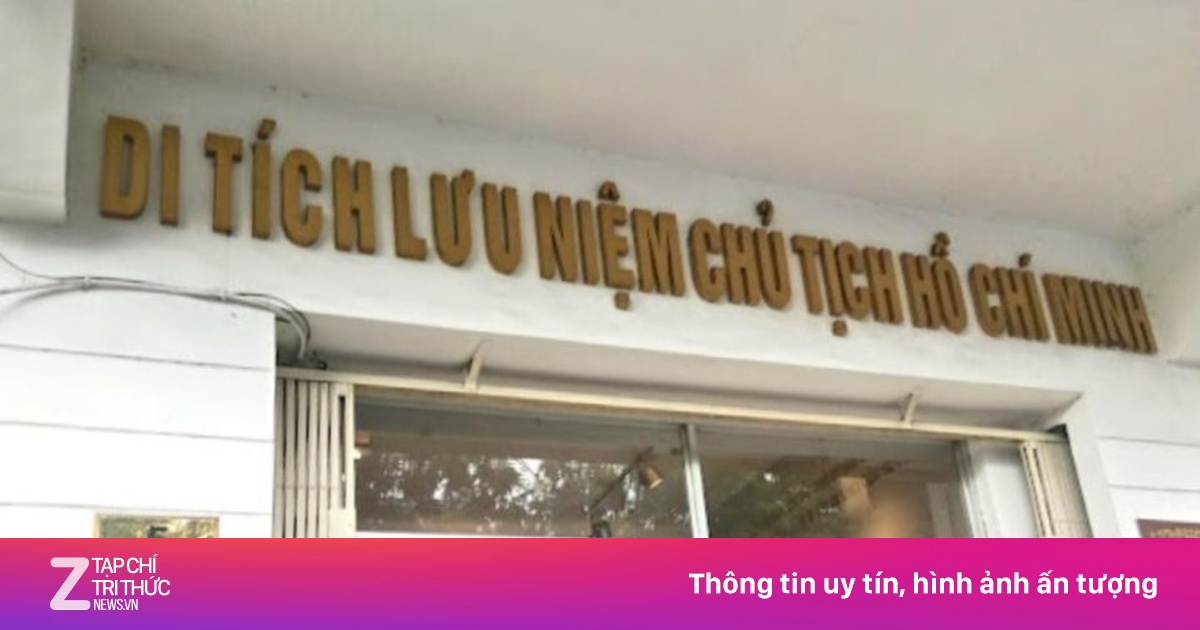 DI TÍCH LƯU NIỆM CHỦ TỊCH HỒ CHÍ MINH
5
Z TẠP CHÍ
TRI THỨC
NEWS.VN
Thông tin uy tín, hình ảnh ấn tượng